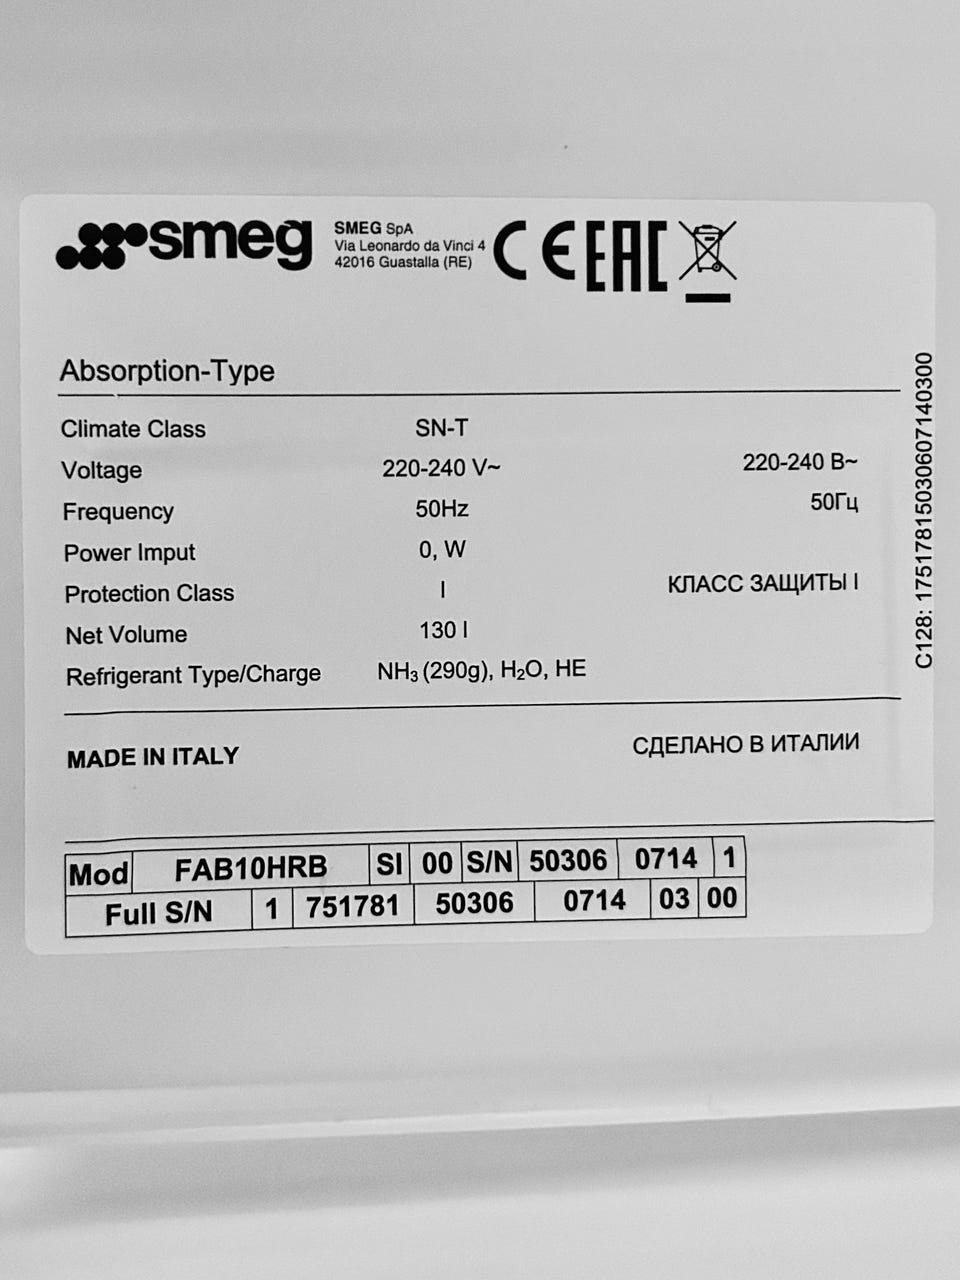 smeg
SMEG SpA
Via Leonardo da Vinci 4
42016 Guastalla (RE)
CE EAC
Absorption-Type
Climate Class SN-T
Voltage 220-240 V~ 220-240 В~
Frequency 50Hz 50Гц
Power Imput 0, W
Protection Class I КЛАСС ЗАЩИТЫ I
Net Volume 130 l
Refrigerant Type/Charge NH₃ (290g), H₂O, HE
MADE IN ITALY СДЕЛАНО В ИТАЛИИ
Mod FAB10HRB SI 00 S/N 50306 0714 1
Full S/N 1 751781 50306 0714 03 00
C128: 17517815030607140300